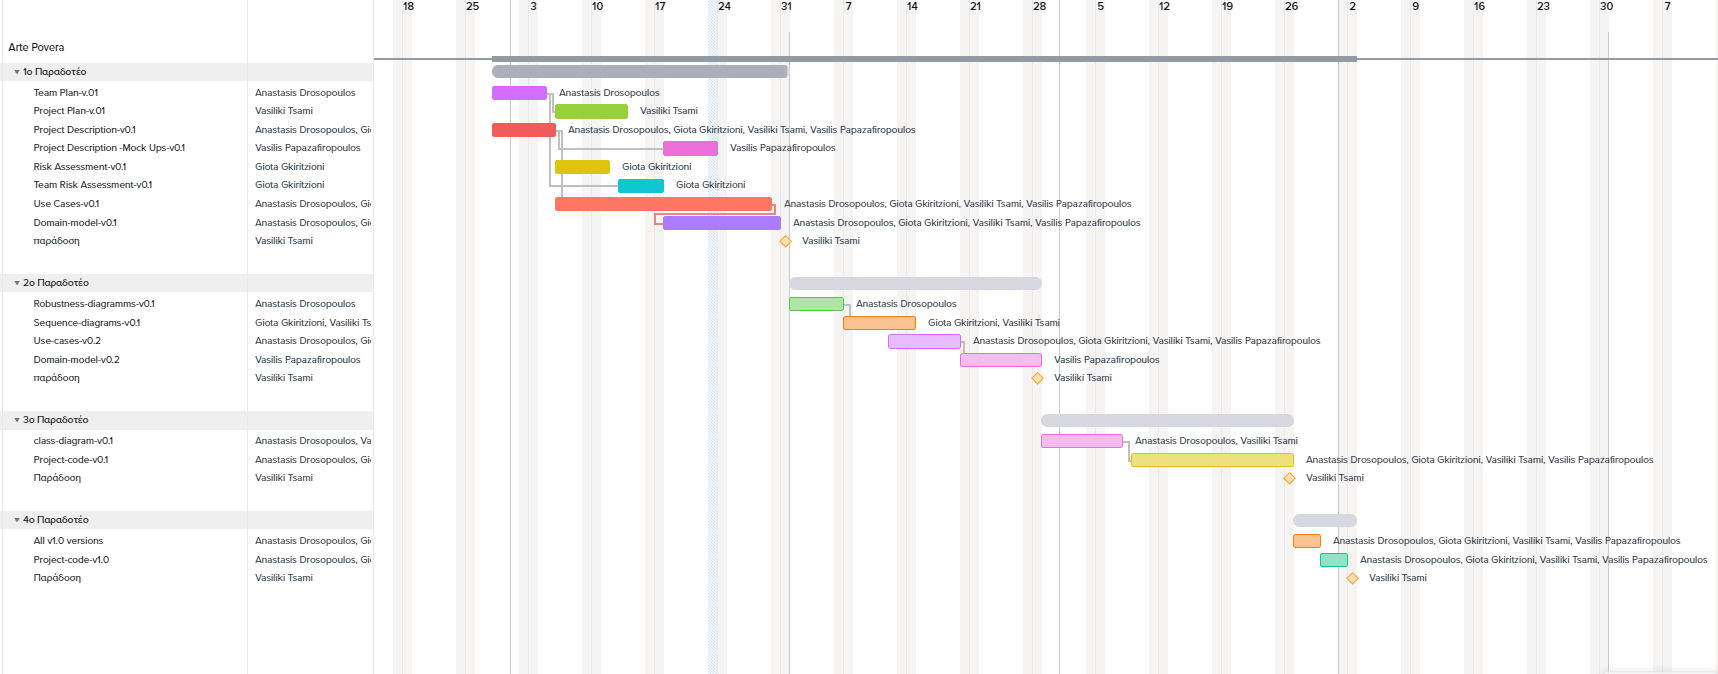 18 25 3 10 17 24 31 7 14 21 28 5 12 19 26 2 9 16 23 30 7
Arte Povera
1ο Παραδοτέο
Team Plan-v.01 Anastasis Drosopoulos Anastasis Drosopoulos
Project Plan-v.01 Vasiliki Tsami Vasiliki Tsami
Project Description-v0.1 Anastasis Drosopoulos, Gi Anastasis Drosopoulos, Giota Gkiritzioni, Vasiliki Tsami, Vasilis Papazafiropoulos
Project Description -Mock Ups-v0.1 Vasilis Papazafiropoulos Vasilis Papazafiropoulos
Risk Assessment-v0.1 Giota Gkiritzioni Giota Gkiritzioni
Team Risk Assessment-v0.1 Giota Gkiritzioni Giota Gkiritzioni
Use Cases-v0.1 Anastasis Drosopoulos, Gi Anastasis Drosopoulos, Giota Gkiritzioni, Vasiliki Tsami, Vasilis Papazafiropoulos
Domain-model-v0.1 Anastasis Drosopoulos, Gi Anastasis Drosopoulos, Giota Gkiritzioni, Vasiliki Tsami, Vasilis Papazafiropoulos
παράδοση Vasiliki Tsami Vasiliki Tsami
2ο Παραδοτέο
Robustness-diagramms-v0.1 Anastasis Drosopoulos Anastasis Drosopoulos
Sequence-diagrams-v0.1 Giota Gkiritzioni, Vasiliki Ts Giota Gkiritzioni, Vasiliki Tsami
Use-cases-v0.2 Anastasis Drosopoulos, Gi Anastasis Drosopoulos, Giota Gkiritzioni, Vasiliki Tsami, Vasilis Papazafiropoulos
Domain-model-v0.2 Vasilis Papazafiropoulos Vasilis Papazafiropoulos
παράδοση Vasiliki Tsami Vasiliki Tsami
3ο Παραδοτέο
class-diagram-v0.1 Anastasis Drosopoulos, Va Anastasis Drosopoulos, Vasiliki Tsami
Project-code-v0.1 Anastasis Drosopoulos, Gi Anastasis Drosopoulos, Giota Gkiritzioni, Vasiliki Tsami, Vasilis Papazafiropoulos
Παράδοση Vasiliki Tsami Vasiliki Tsami
4ο Παραδοτέο
All v1.0 versions Anastasis Drosopoulos, Gi Anastasis Drosopoulos, Giota Gkiritzioni, Vasiliki Tsami, Vasilis Papazafiropoulos
Project-code-v1.0 Anastasis Drosopoulos, Gi Anastasis Drosopoulos, Giota Gkiritzioni, Vasiliki Tsami, Vasilis Papazafiropoulos
Παράδοση Vasiliki Tsami Vasiliki Tsami